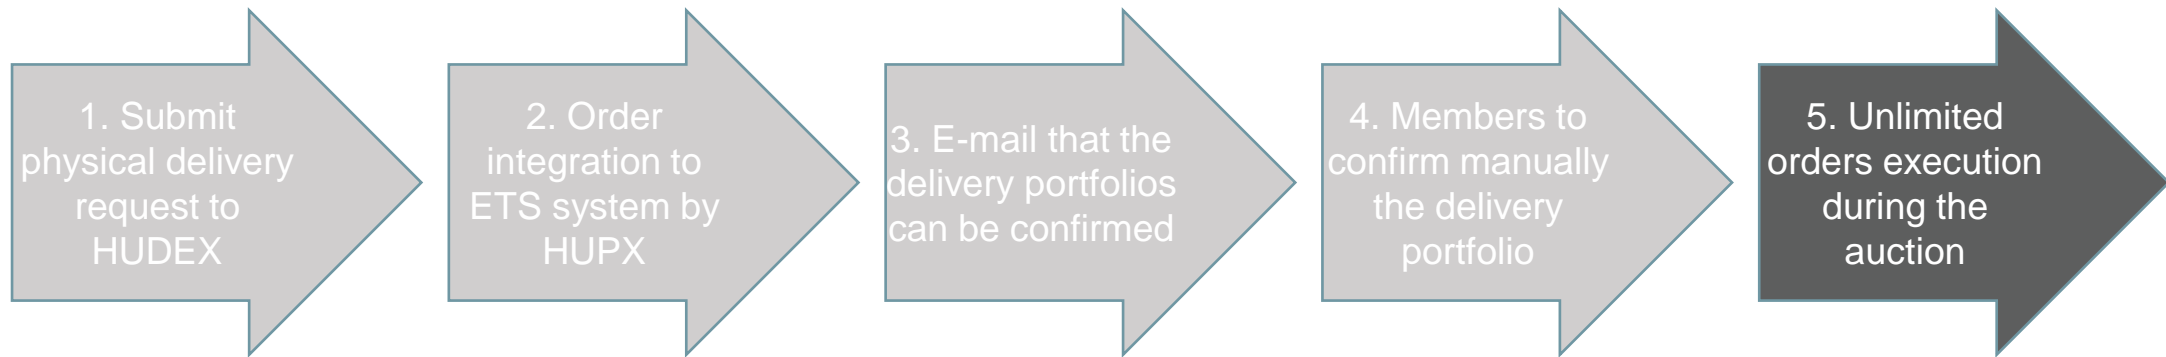 1. Submit
physical delivery
request to
HUDEX
2. Order
integration to
ETS system by
HUPX
3. E-mail that the
delivery portfolios
can be confirmed
4. Members to
confirm manually
the delivery
portfolio
5. Unlimited
orders execution
during the
auction